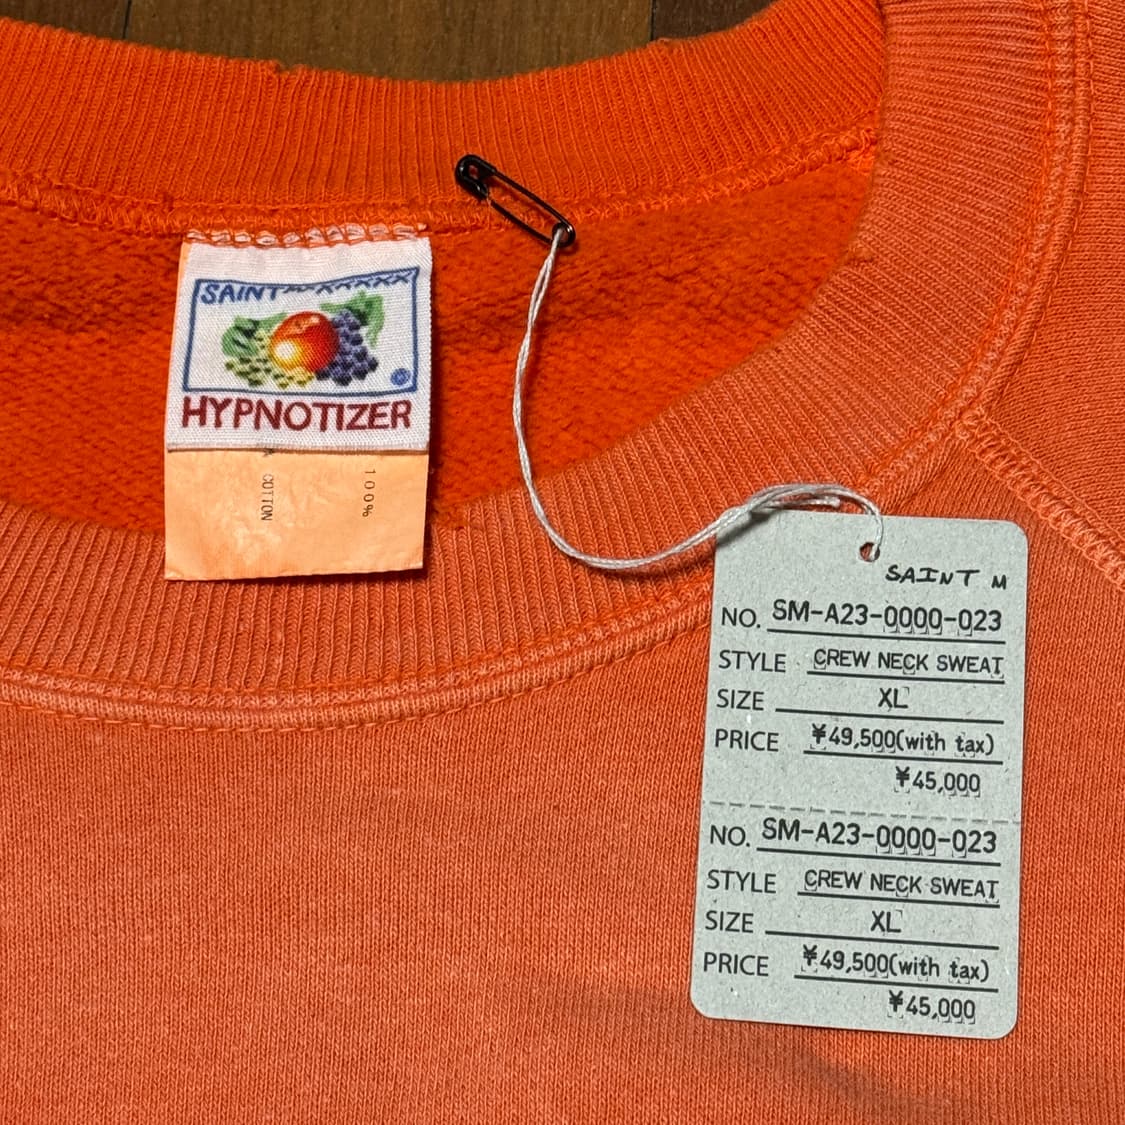 SAINT MXXXXXX
HYPNOTIZER
100%
COTTON
SAINT M
NO. SM-A23-0000-023
STYLE CREW NECK SWEAT
SIZE XL
PRICE ¥49,500(with tax)
¥45,000
NO. SM-A23-0000-023
STYLE CREW NECK SWEAT
SIZE XL
PRICE ¥49,500(with tax)
¥45,000